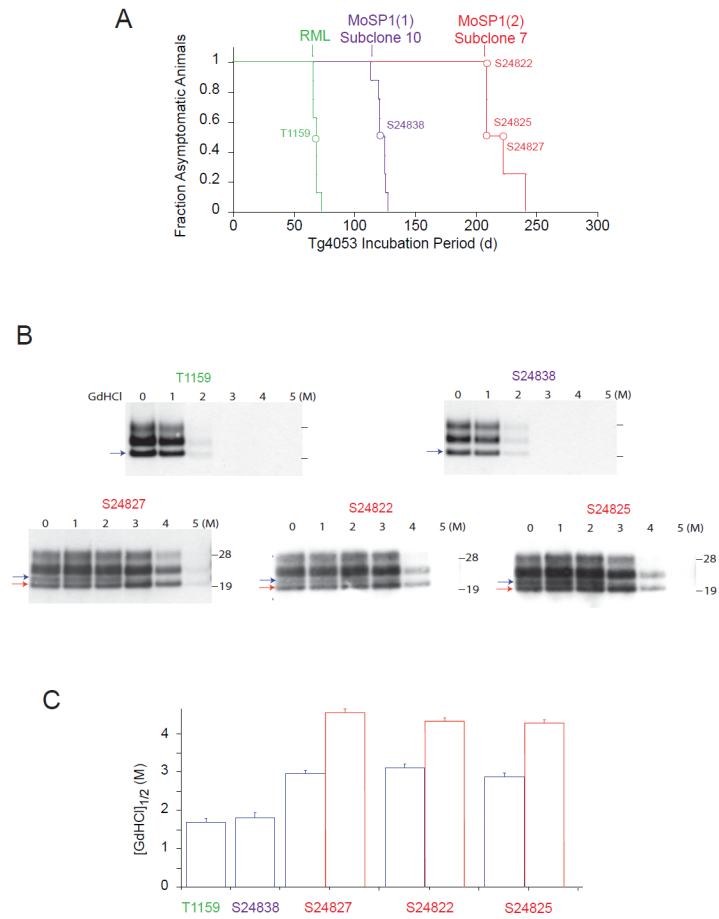 A
RML
MoSP1(1)
Subclone 10
MoSP1(2)
Subclone 7
Fraction Asymptomatic Animals
1
0.8
0.6
0.4
0.2
0
T1159
S24838
S24822
S24825
S24827
0 50 100 150 200 250 300
Tg4053 Incubation Period (d)
B
T1159
GdHCl 0 1 2 3 4 5 (M)
S24838
0 1 2 3 4 5 (M)
S24827
0 1 2 3 4 5 (M)
-28
-19
S24822
0 1 2 3 4 5 (M)
-28
-19
S24825
0 1 2 3 4 5 (M)
-28
-19
C
[GdHCl]1/2 (M)
4
3
2
1
0
T1159 S24838 S24827 S24822 S24825